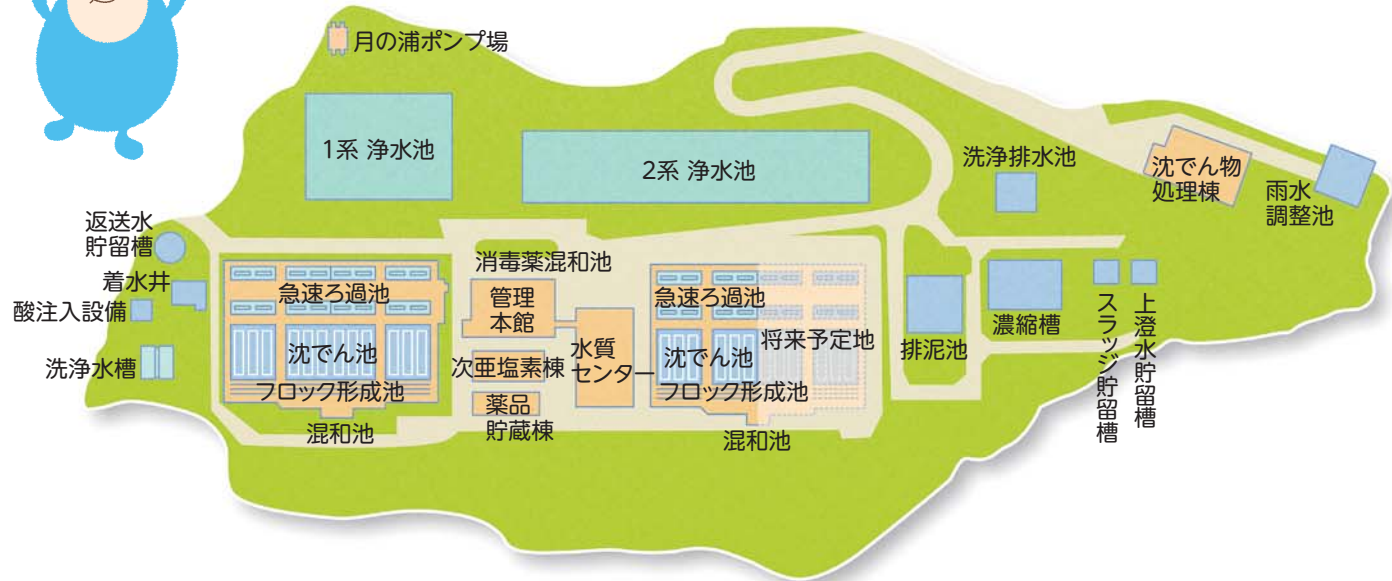 月の浦ポンプ場
1系 浄水池
2系 浄水池
洗浄排水池
沈でん物
処理棟
雨水
調整池
返送水
貯留槽
着水井
酸注入設備
洗浄水槽
急速ろ過池
沈でん池
フロック形成池
混和池
消毒薬混和池
管理
本館
次亜塩素棟
薬品
貯蔵棟
水質
センター
急速ろ過池
沈でん池
フロック形成池
将来予定地
混和池
排泥池
濃縮槽
スラッジ貯留槽
上澄水貯留槽